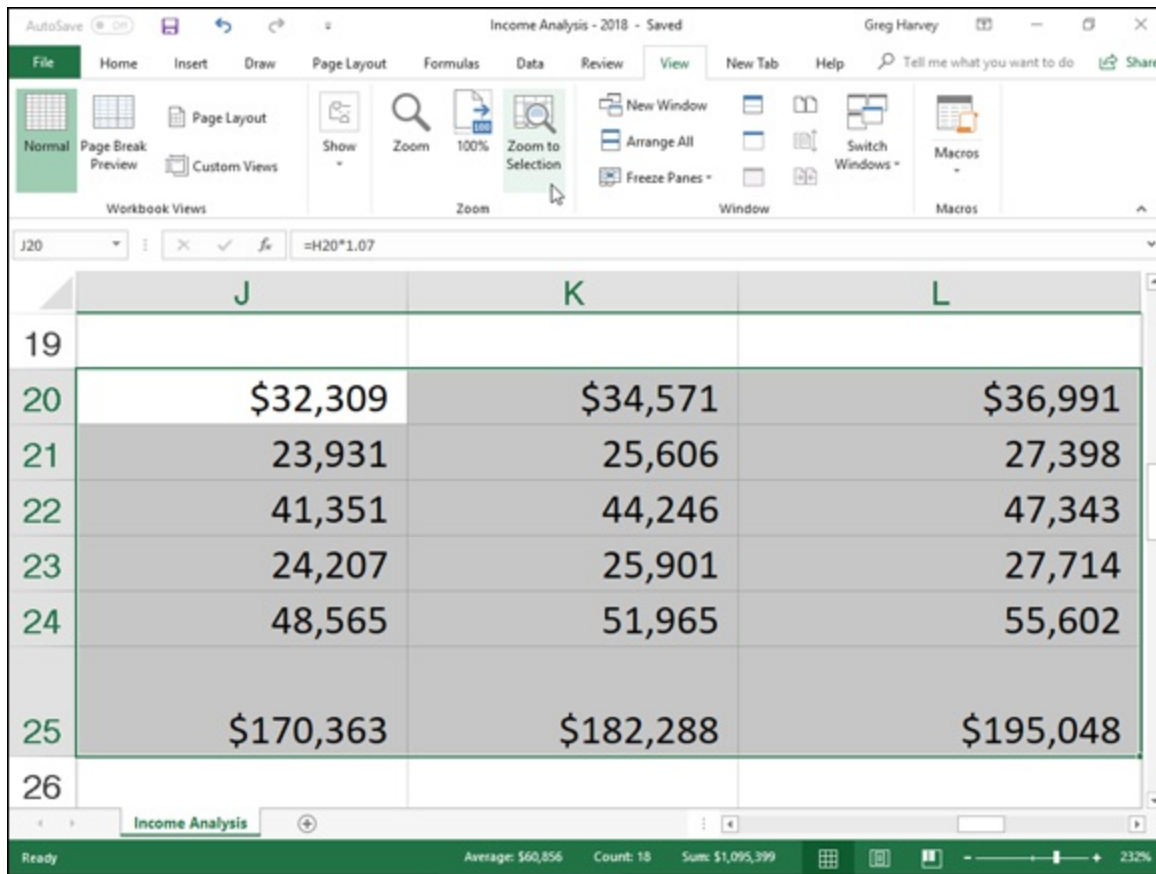 AutoSave Off Income Analysis - 2018 - Saved Greg Harvey
File Home Insert Draw Page Layout Formulas Data Review View New Tab Help Tell me what you want to do Share
Normal Page Break Preview Page Layout Custom Views Show Zoom 100 100% Zoom to Selection New Window Arrange All Freeze Panes Switch Windows Macros
Workbook Views Zoom Window Macros
J20 fx =H20*1.07
J K L
19
20 $32,309 $34,571 $36,991
21 23,931 25,606 27,398
22 41,351 44,246 47,343
23 24,207 25,901 27,714
24 48,565 51,965 55,602
25 $170,363 $182,288 $195,048
26
Income Analysis
Ready Average: $60,856 Count: 18 Sum: $1,095,399 232%